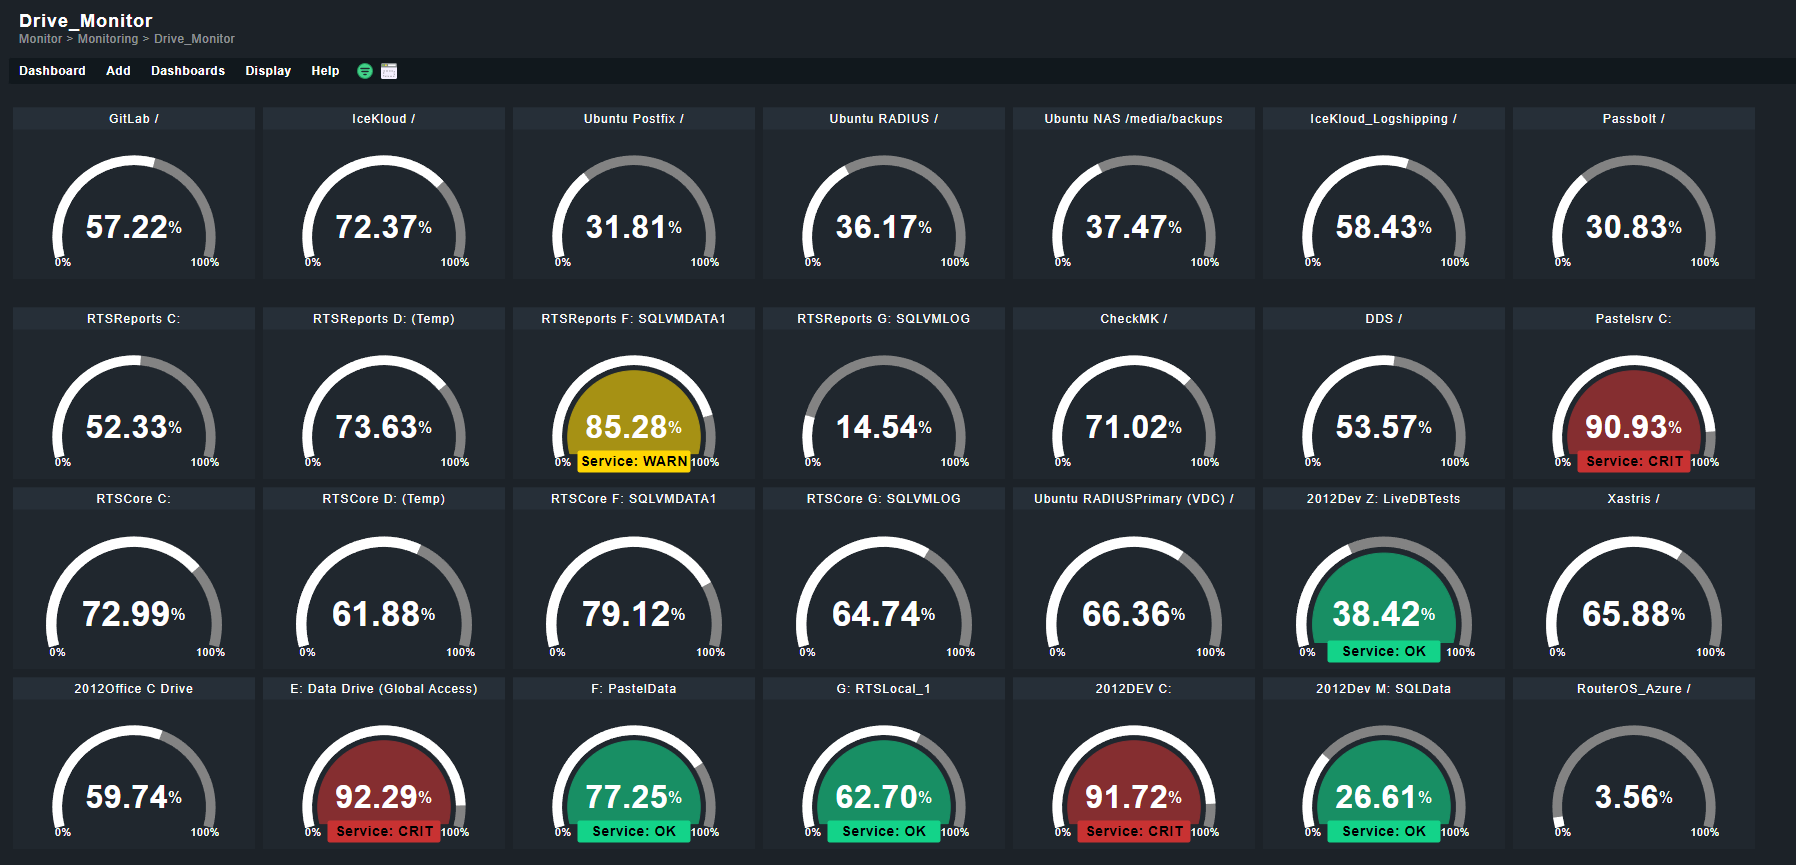 Drive_Monitor
Monitor > Monitoring > Drive_Monitor
Dashboard Add Dashboards Display Help
GitLab /
57.22%
0% 100%
IceKloud /
72.37%
0% 100%
Ubuntu Postfix /
31.81%
0% 100%
Ubuntu RADIUS /
36.17%
0% 100%
Ubuntu NAS /media/backups
37.47%
0% 100%
IceKloud_Logshipping /
58.43%
0% 100%
Passbolt /
30.83%
0% 100%
RTSReports C:
52.33%
0% 100%
RTSReports D: (Temp)
73.63%
0% 100%
RTSReports F: SQLVMDATA1
85.28%
0% Service: WARN 100%
RTSReports G: SQLVMLOG
14.54%
0% 100%
CheckMK /
71.02%
0% 100%
DDS /
53.57%
0% 100%
Pastelsrv C:
90.93%
0% Service: CRIT 100%
RTSCore C:
72.99%
0% 100%
RTSCore D: (Temp)
61.88%
0% 100%
RTSCore F: SQLVMDATA1
79.12%
0% 100%
RTSCore G: SQLVMLOG
64.74%
0% 100%
Ubuntu RADIUSPrimary (VDC) /
66.36%
0% 100%
2012Dev Z: LiveDBTests
38.42%
0% Service: OK 100%
Xastris /
65.88%
0% 100%
2012Office C Drive
59.74%
0% 100%
E: Data Drive (Global Access)
92.29%
0% Service: CRIT 100%
F: PastelData
77.25%
0% Service: OK 100%
G: RTSLocal_1
62.70%
0% Service: OK 100%
2012DEV C:
91.72%
0% Service: CRIT 100%
2012Dev M: SQLData
26.61%
0% Service: OK 100%
RouterOS_Azure /
3.56%
0% 100%